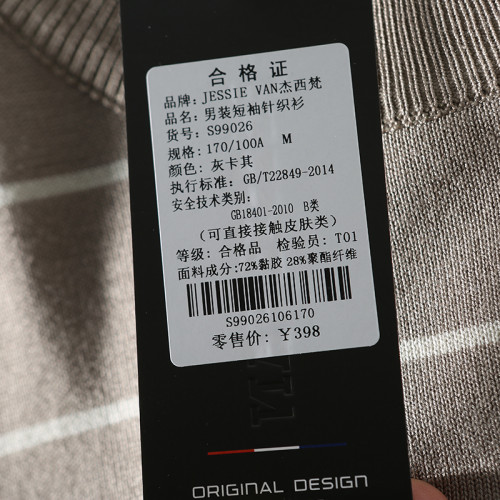 合格证
品牌: JESSIE VAN杰西梵
品名: 男装短袖针织衫
货号: S99026
规格: 170/100A M
颜色: 灰卡其
执行标准: GB/T22849-2014
安全技术类别:
GB18401-2010 B类
(可直接接触皮肤类)
等级: 合格品 检验员: T01
面料成分:72%黏胶 28%聚酯纤维
S99026106170
零售价: ¥398
ORIGINAL DESIGN